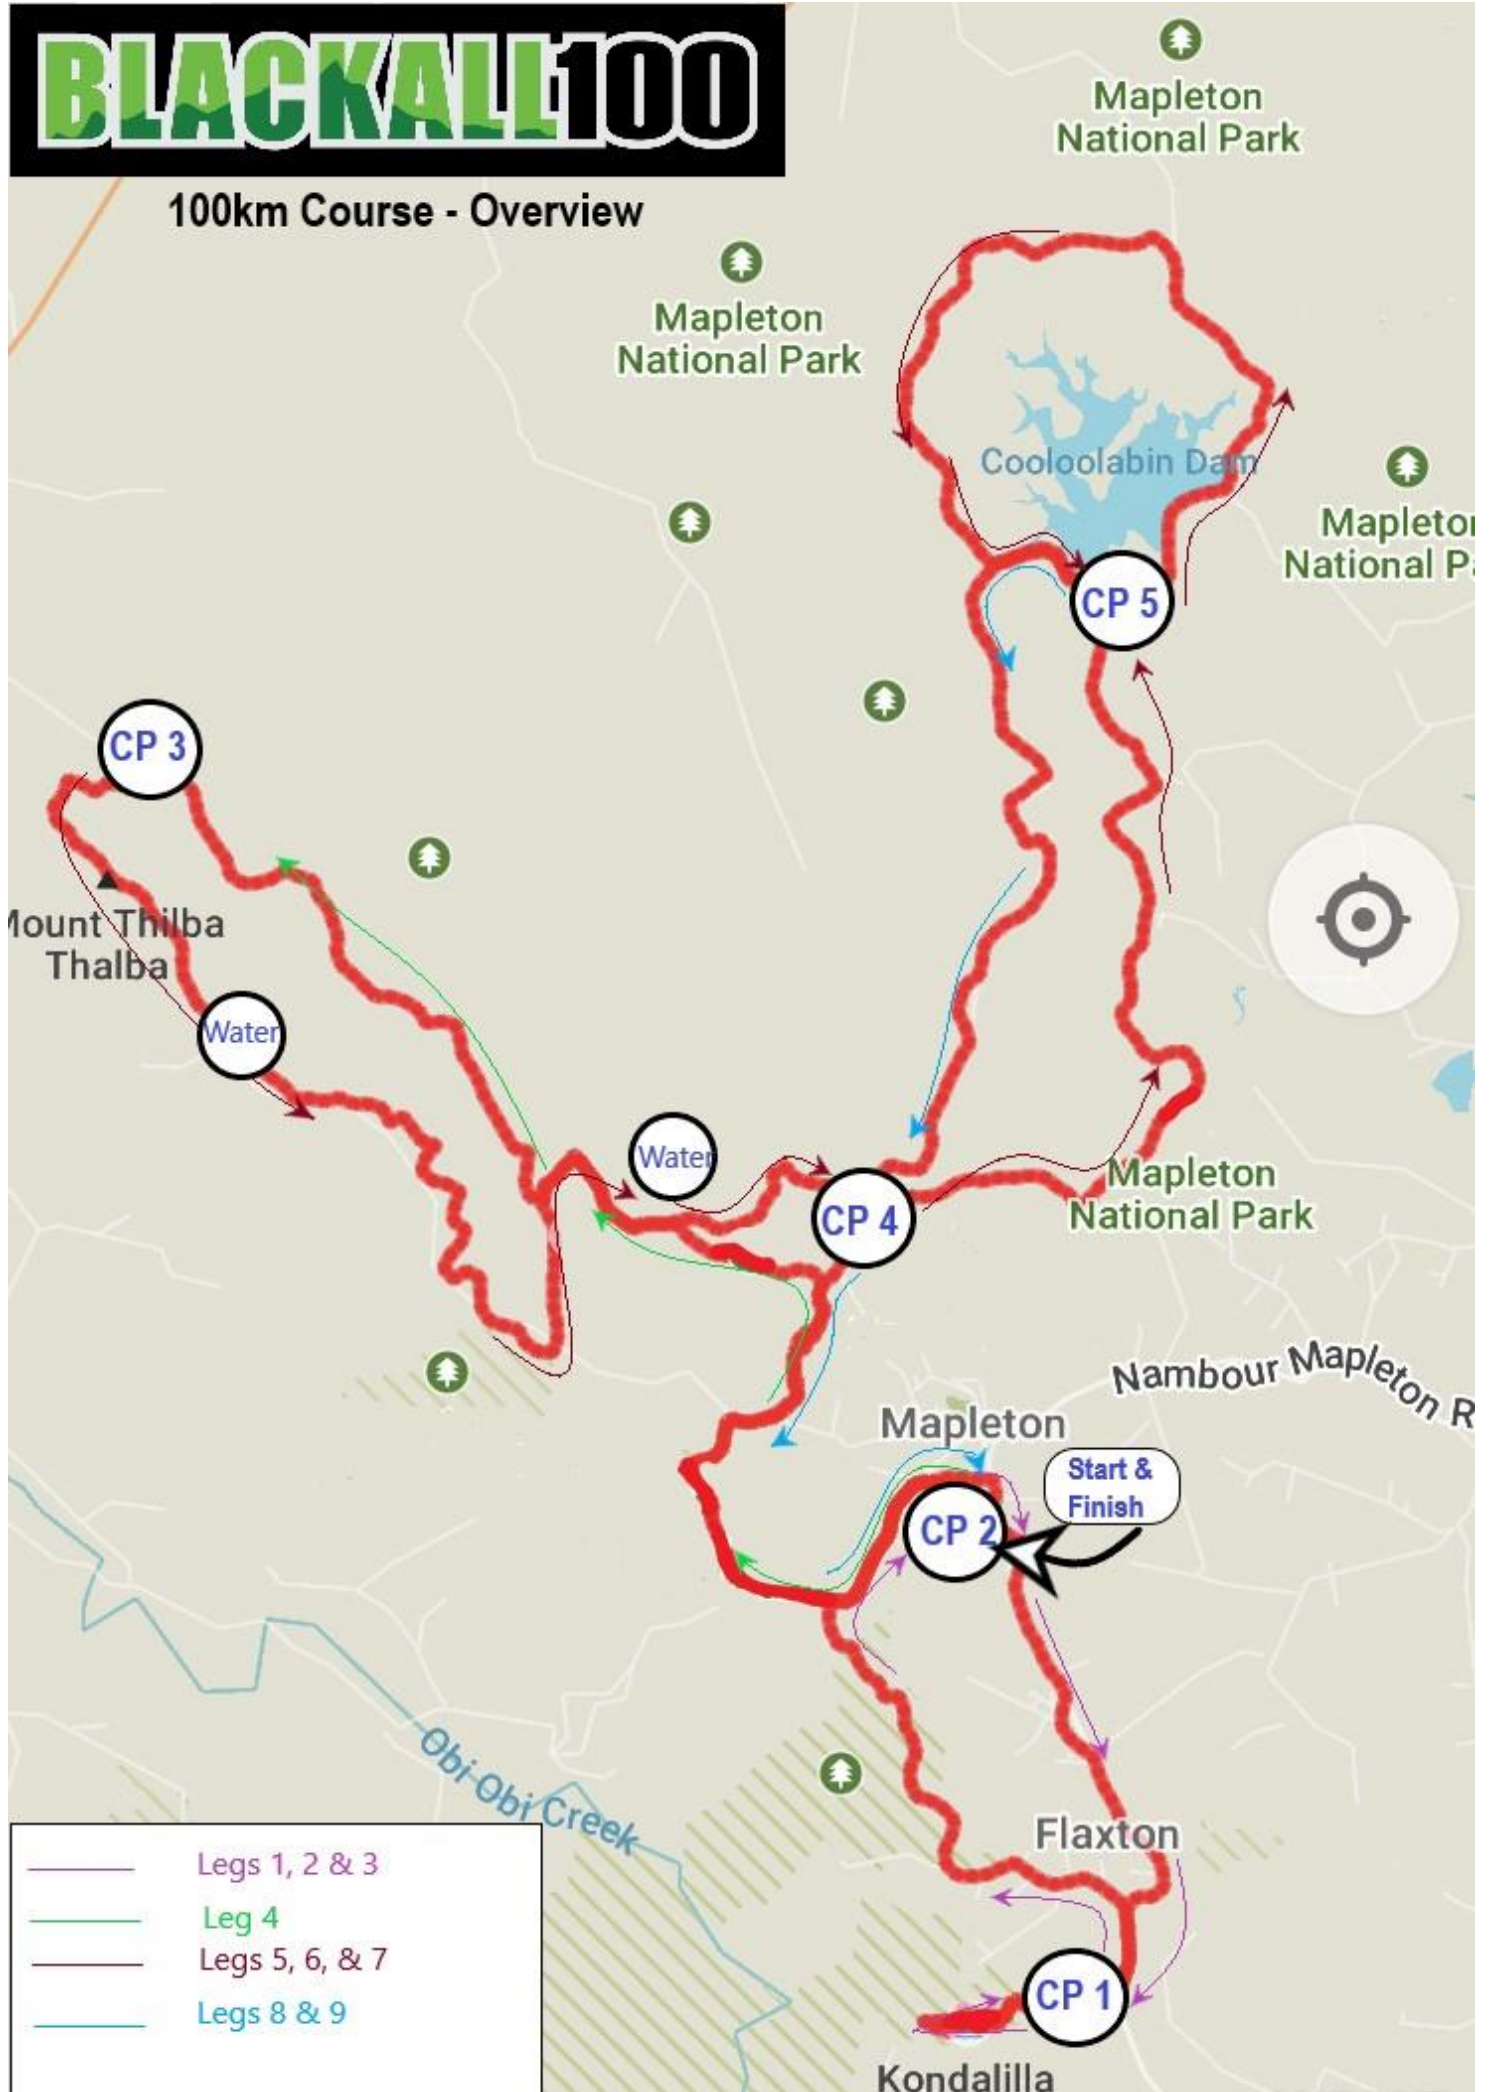 BLACKALL100
100km Course - Overview
Mapleton
National Park
Mapleton
National Park
Cooloolabin Dam
Mapleton
National Pa
CP 5
CP 3
Mount Thilba
Thalba
Water
Water
CP 4
Mapleton
National Park
Nambour Mapleton R
Mapleton
Start &
Finish
CP 2
Obi Obi Creek
Flaxton
CP 1
Kondalilla
Legs 1, 2 & 3
Leg 4
Legs 5, 6, & 7
Legs 8 & 9